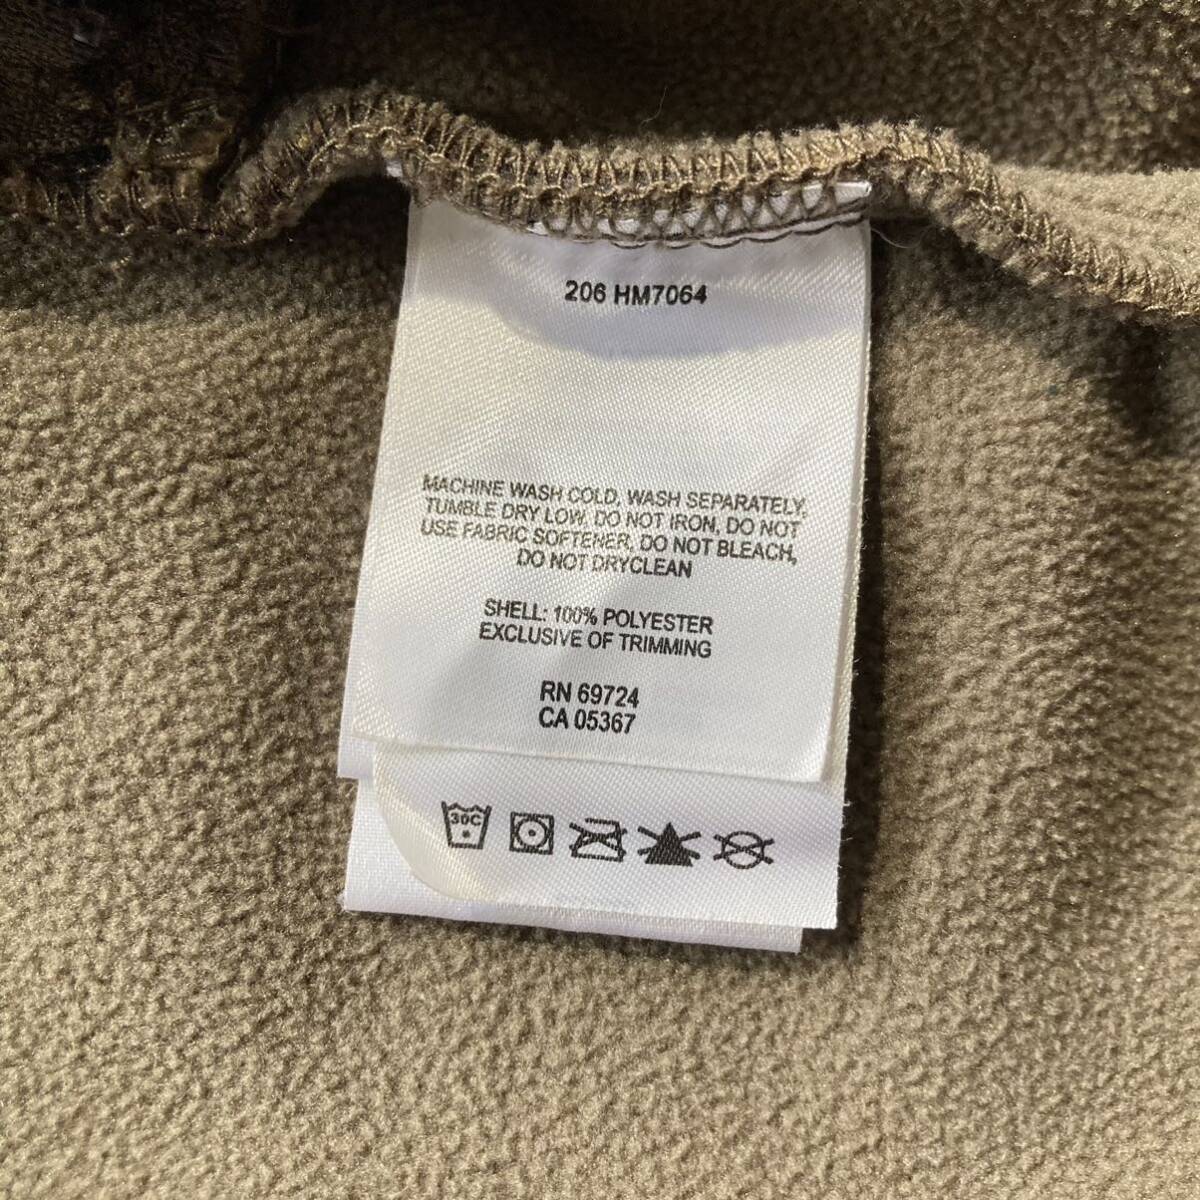 206 HM7064
MACHINE WASH COLD, WASH SEPARATELY,
TUMBLE DRY LOW, DO NOT IRON, DO NOT
USE FABRIC SOFTENER, DO NOT BLEACH,
DO NOT DRYCLEAN
SHELL: 100% POLYESTER
EXCLUSIVE OF TRIMMING
RN 69724
CA 05367
30C